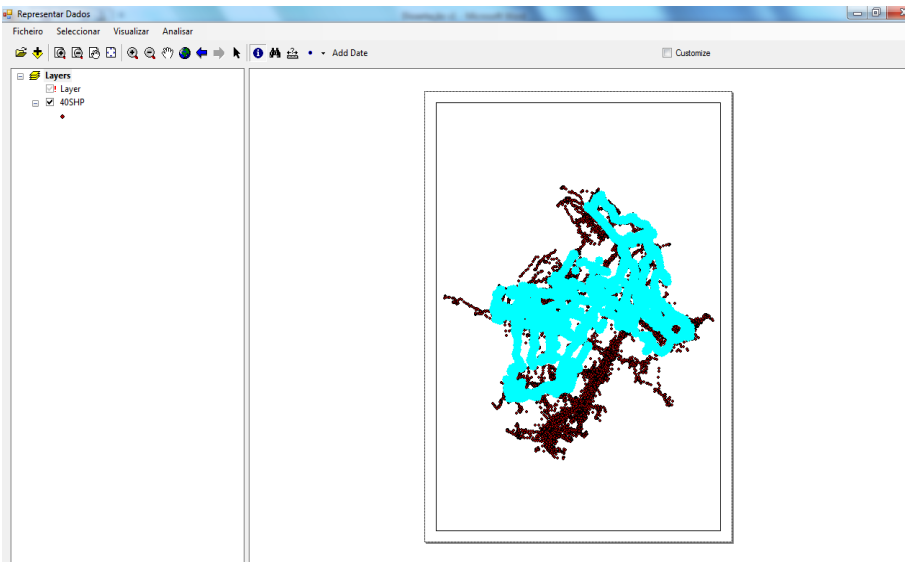 Representar Dados
Ficheiro Seleccionar Visualizar Analisar
Add Date Customize
Layers
Layer
40SHP